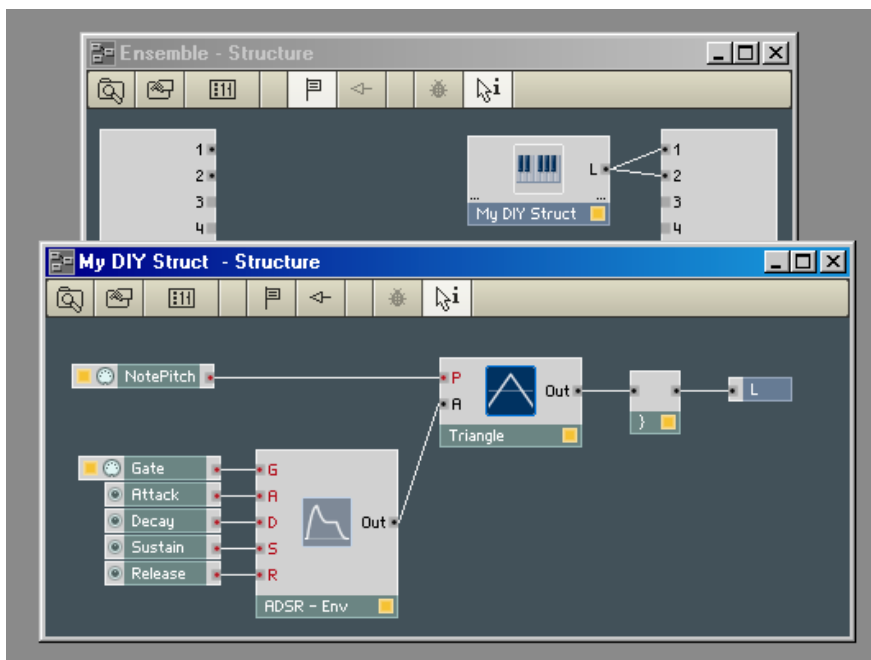 Ensemble - Structure
1
2
3
4
L
My DIY Struct
1
2
3
4
My DIY Struct - Structure
NotePitch
P
A
Out
Triangle
}
L
Gate
Attack
Decay
Sustain
Release
G
A
D
S
R
Out
ADSR - Env